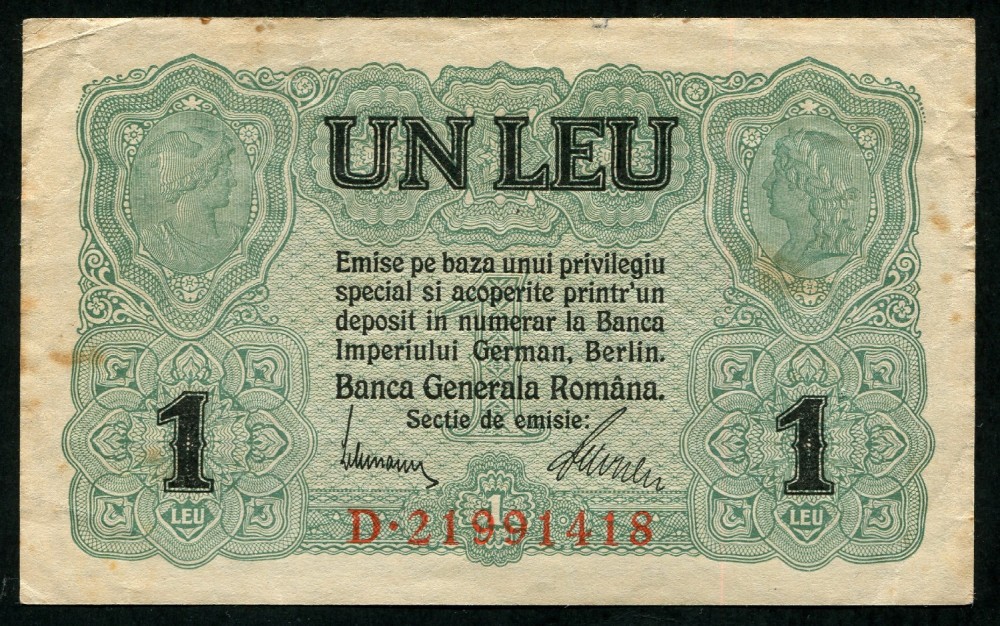 UN LEU
Emise pe baza unui privilegiu
special si acoperite printr'un
deposit in numerar la Banca
Imperiului German, Berlin.
Banca Generala Româna.
Sectie de emisie:
1
1
LEU
LEU
1
D·21991418